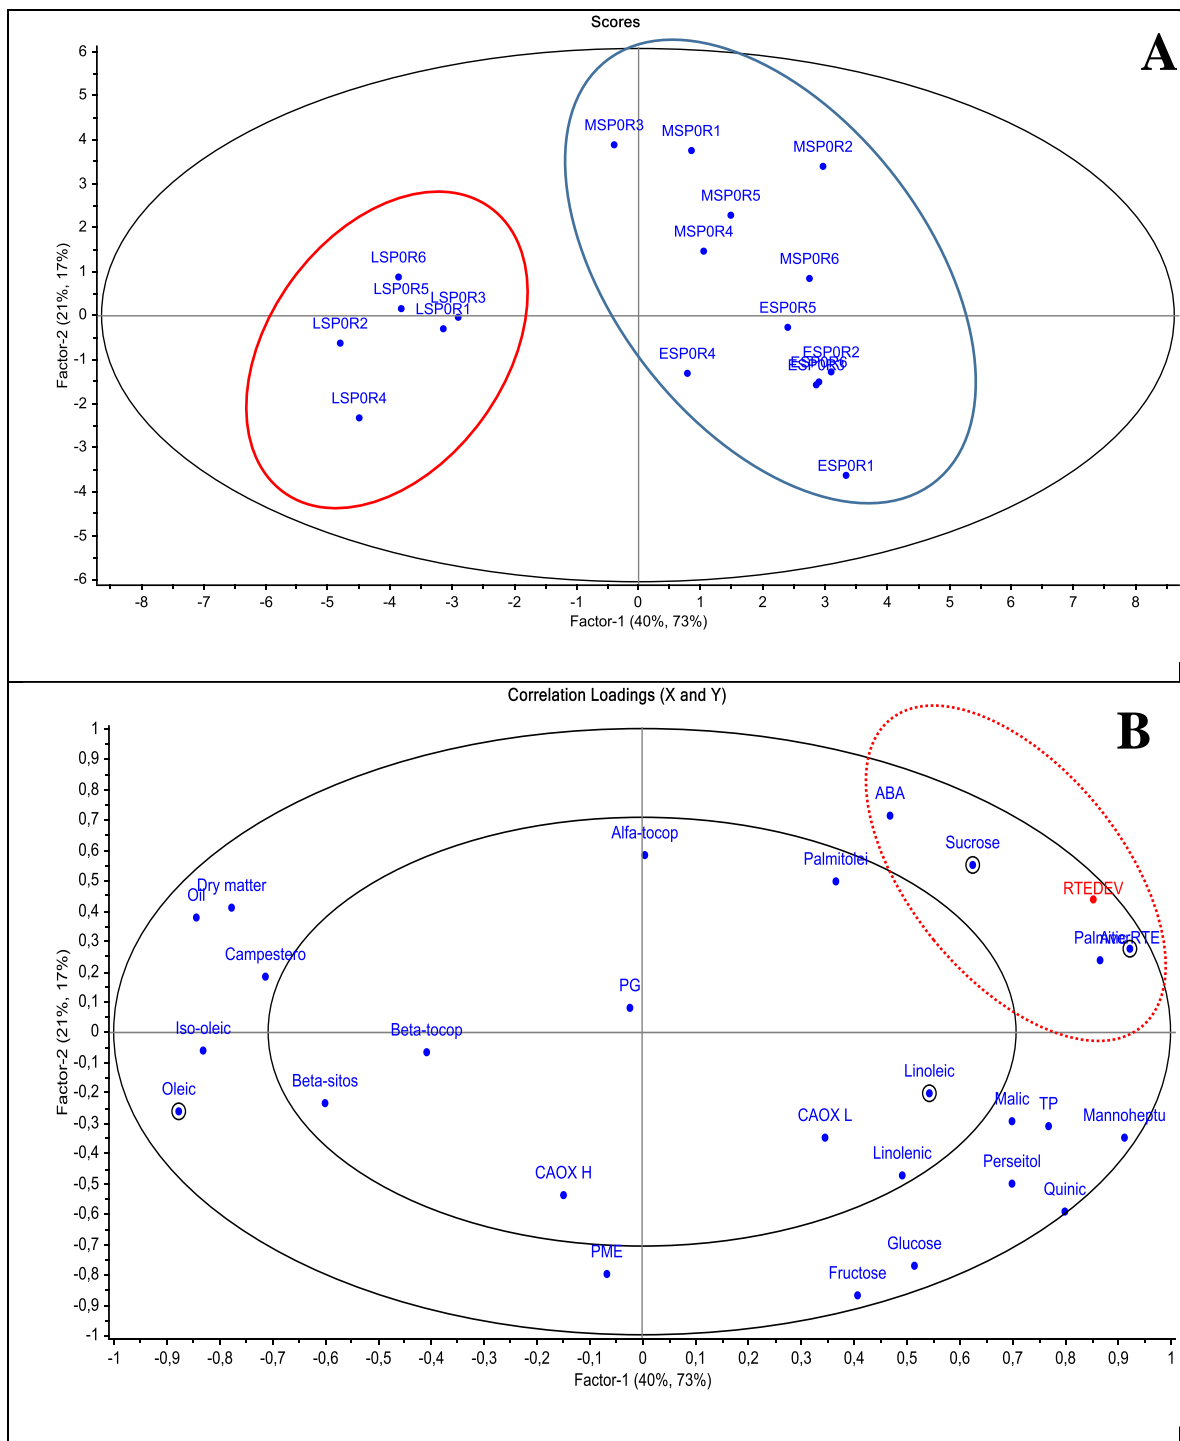 Scores
A
6
5
4
3
2
1
0
-1
-2
-3
-4
-5
-6
Factor-2 (21%, 17%)
MSP0R3
MSP0R1
MSP0R2
MSP0R5
MSP0R4
MSP0R6
LSP0R6
LSP0R5
LSP0R3
LSP0R1
LSP0R2
LSP0R4
ESP0R5
ESP0R4
ESP0R2
ESP0R6
ESP0R3
ESP0R1
-8 -7 -6 -5 -4 -3 -2 -1 0 1 2 3 4 5 6 7 8
Factor-1 (40%, 73%)
Correlation Loadings (X and Y)
B
1
0,9
0,8
0,7
0,6
0,5
0,4
0,3
0,2
0,1
0
-0,1
-0,2
-0,3
-0,4
-0,5
-0,6
-0,7
-0,8
-0,9
-1
Factor-2 (21%, 17%)
ABA
Alfa-tocop
Sucrose
Palmitolei
Dry matter
RTEDEV
Oil
AverRTE
Campestero
PG
Iso-oleic
Beta-tocop
Beta-sitos
Linoleic
Oleic
Malic
TP
CAOX L
Mannoheptu
Linolenic
Perseitol
CAOX H
Quinic
PME
Glucose
Fructose
-1 -0,9 -0,8 -0,7 -0,6 -0,5 -0,4 -0,3 -0,2 -0,1 0 0,1 0,2 0,3 0,4 0,5 0,6 0,7 0,8 0,9 1
Factor-1 (40%, 73%)